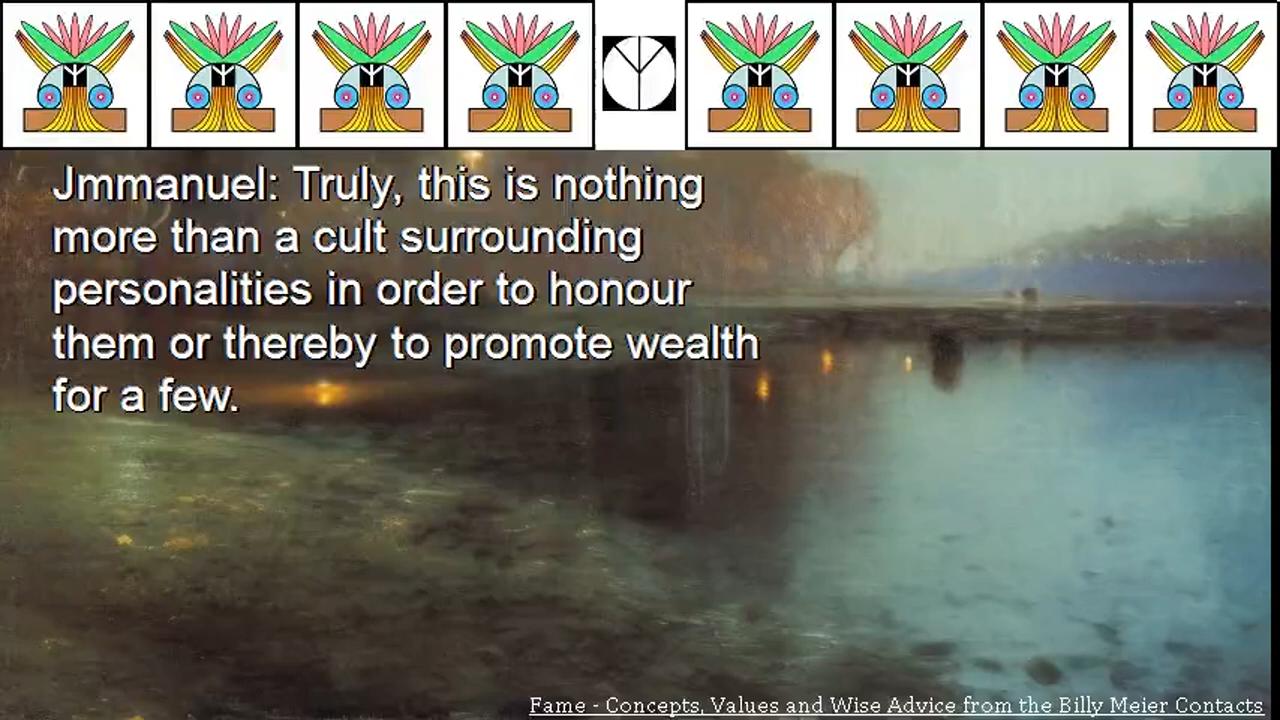 Jmmanuel: Truly, this is nothing
more than a cult surrounding
personalities in order to honour
them or thereby to promote wealth
for a few.
Fame - Concepts, Values and Wise Advice from the Billy Meier Contacts